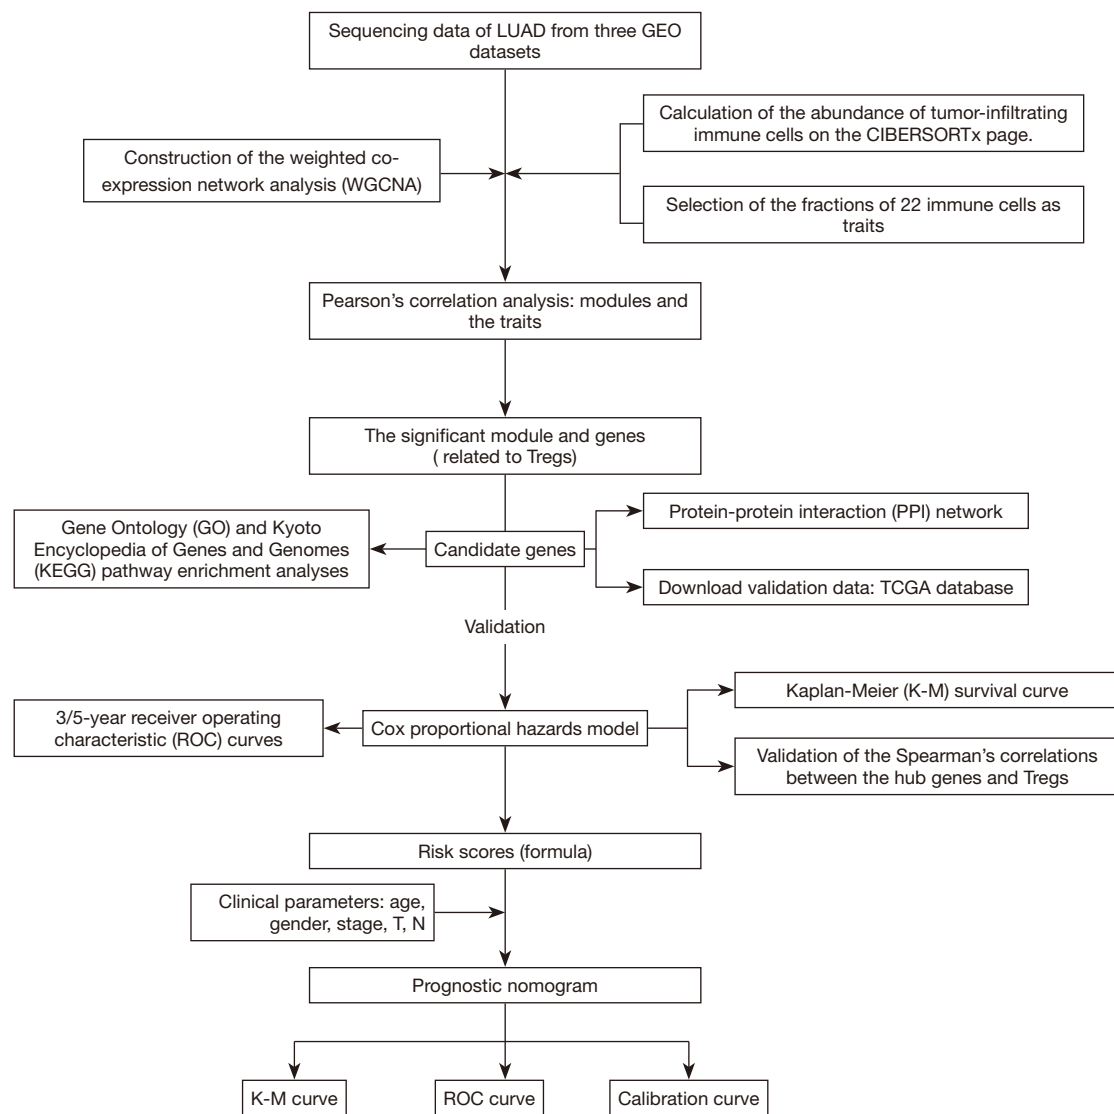 Sequencing data of LUAD from three GEO
datasets
Calculation of the abundance of tumor-infiltrating
immune cells on the CIBERSORTx page.
Construction of the weighted co-
expression network analysis (WGCNA)
Selection of the fractions of 22 immune cells as
traits
Pearson's correlation analysis: modules and
the traits
The significant module and genes
( related to Tregs)
Gene Ontology (GO) and Kyoto
Encyclopedia of Genes and Genomes
(KEGG) pathway enrichment analyses
Candidate genes
Protein-protein interaction (PPI) network
Download validation data: TCGA database
Validation
3/5-year receiver operating
characteristic (ROC) curves
Cox proportional hazards model
Kaplan-Meier (K-M) survival curve
Validation of the Spearman's correlations
between the hub genes and Tregs
Risk scores (formula)
Clinical parameters: age,
gender, stage, T, N
Prognostic nomogram
K-M curve
ROC curve
Calibration curve